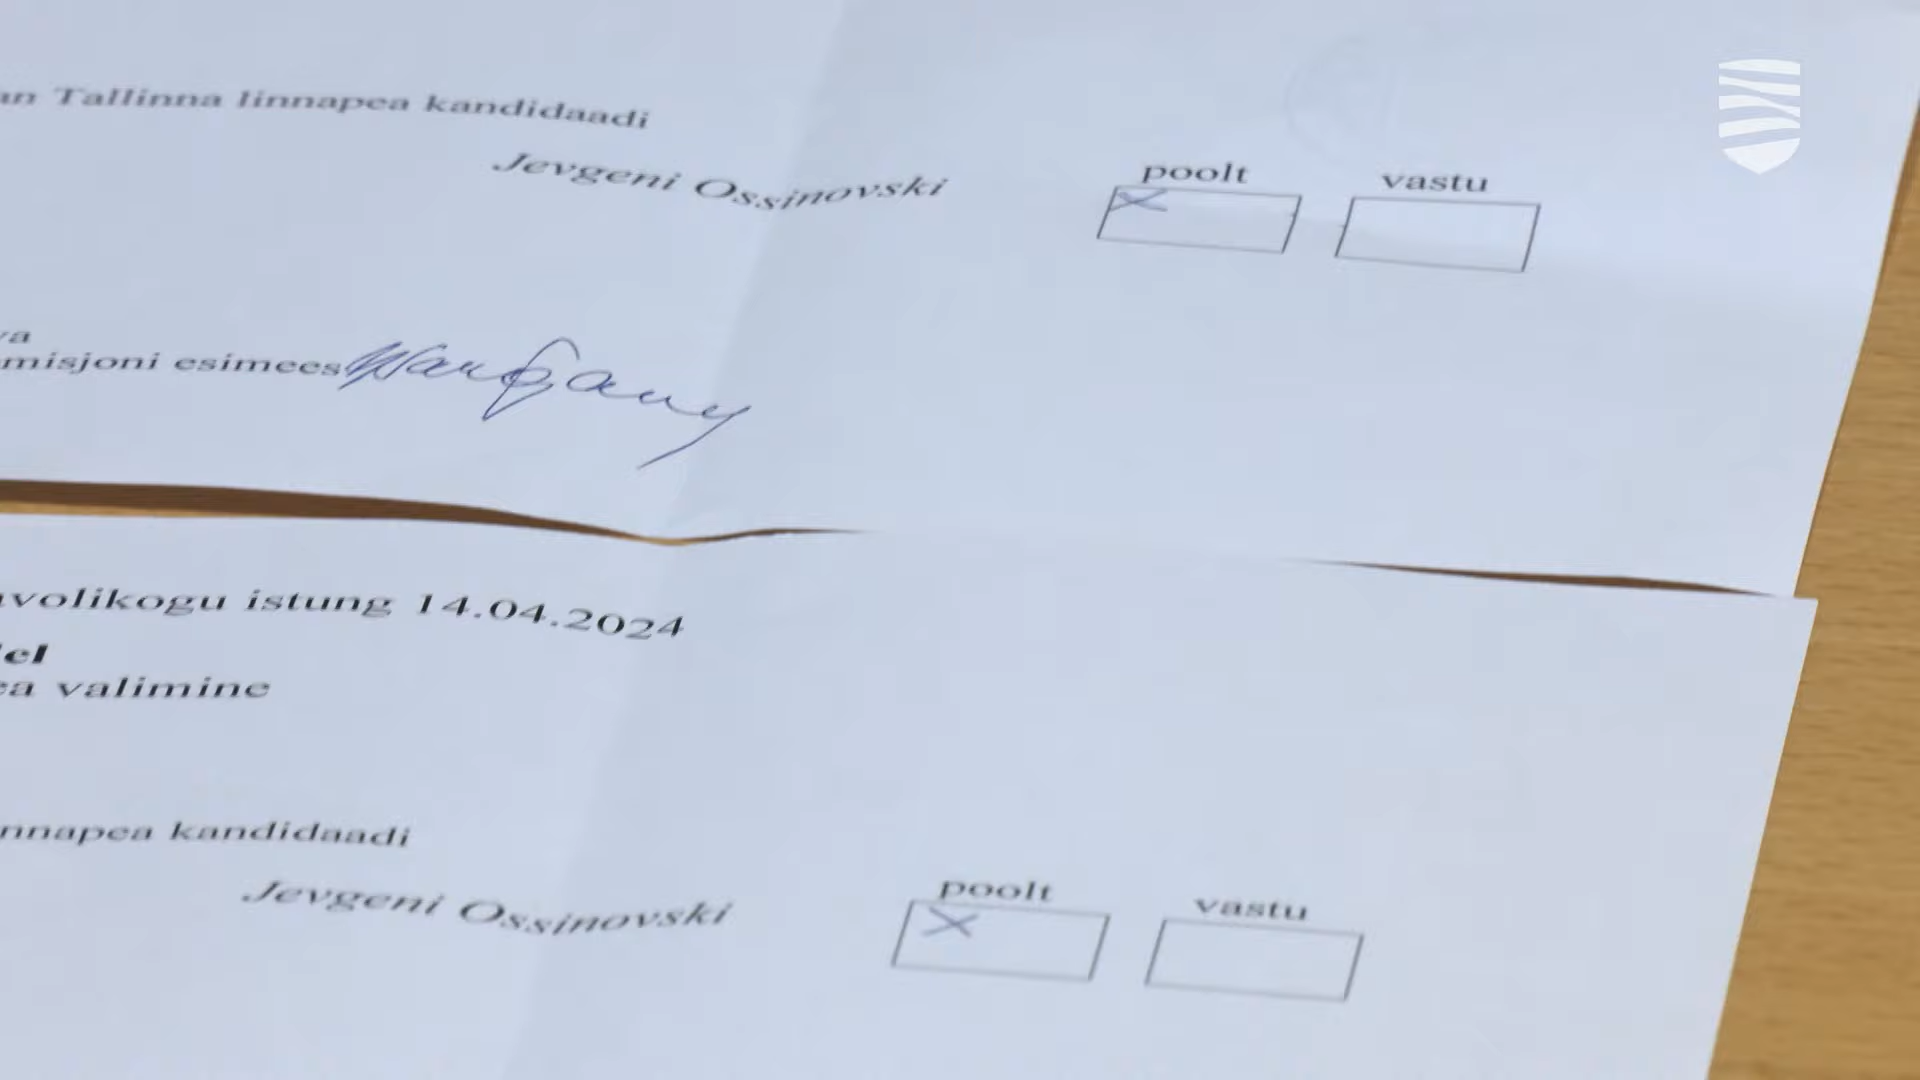 an Tallinna linnapea kandidaadi
Jevgeni Ossinovski
poolt vastu
va
misjoni esimees
volikogu istung 14.04.2024
el
ea valimine
nnapea kandidaadi
Jevgeni Ossinovski
poolt vastu